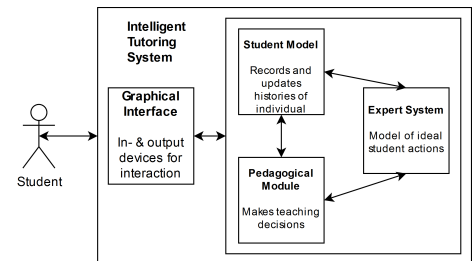 Intelligent
Tutoring
System
Student
Graphical
Interface
In- & output
devices for
interaction
Student Model
Records and
updates
histories of
individual
Pedagogical
Module
Makes teaching
decisions
Expert System
Model of ideal
student actions